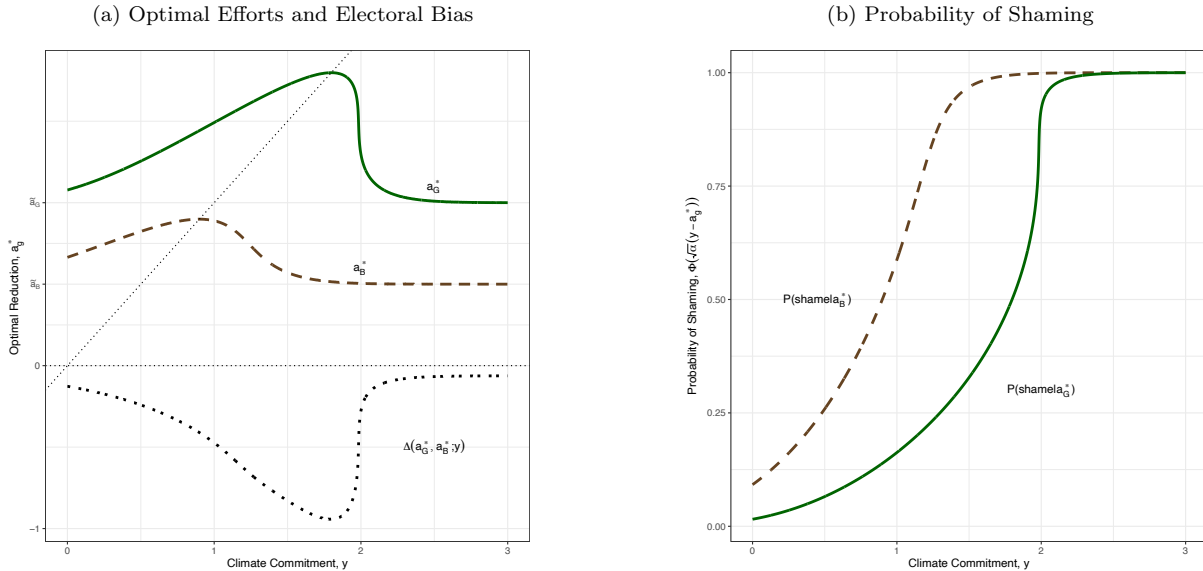 (a) Optimal Efforts and Electoral Bias
Optimal Reduction, a*g
ãG
ãB
0
−1
a*G
a*B
Δ(a*G, a*B; y)
0
1
2
3
Climate Commitment, y
(b) Probability of Shaming
Probability of Shaming, Φ(√α(y − a*g))
1.00
0.75
0.50
0.25
0.00
P(shame|a*B)
P(shame|a*G)
0
1
2
3
Climate Commitment, y